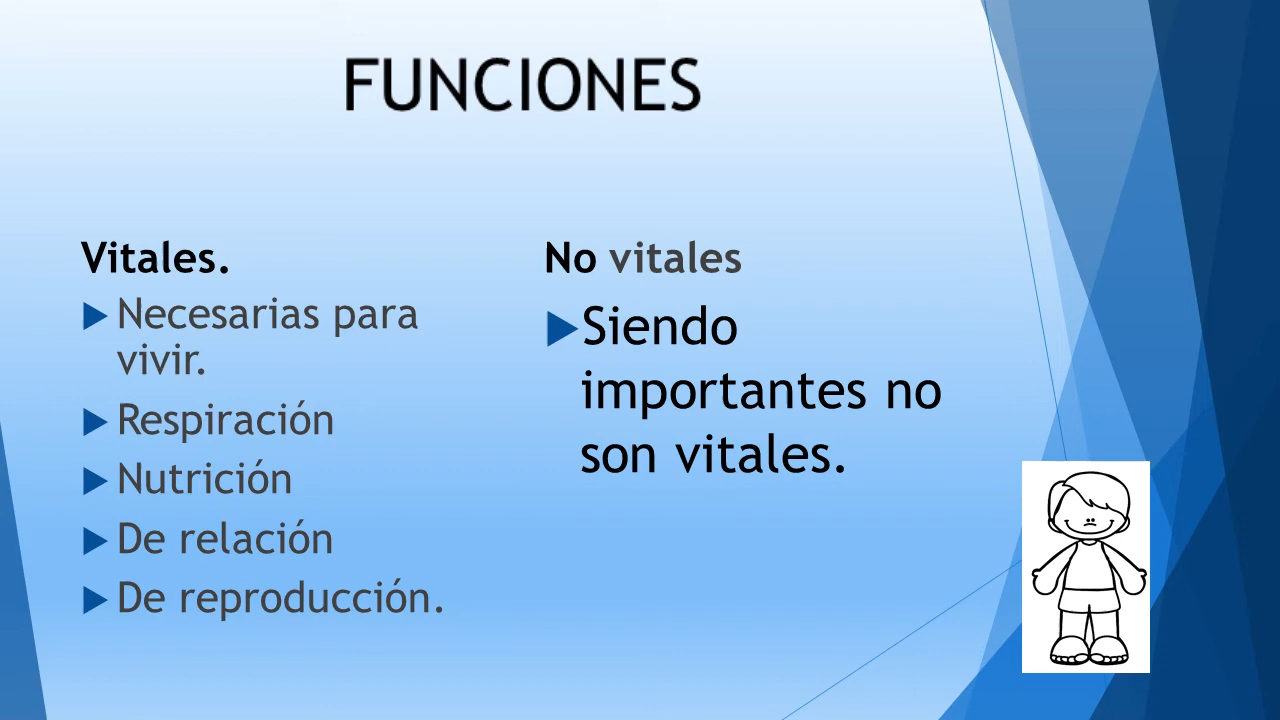 FUNCIONES
Vitales.
Necesarias para
vivir.
Respiración
Nutrición
De relación
De reproducción.
No vitales
Siendo
importantes no
son vitales.